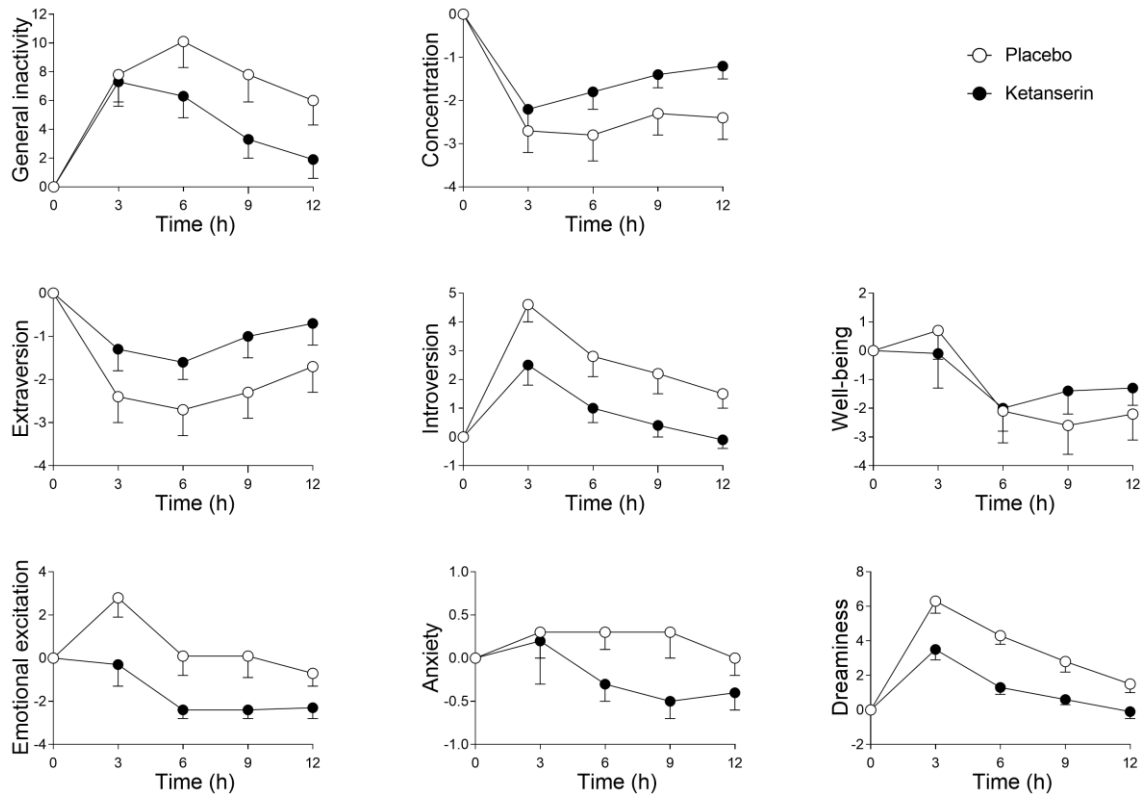 General inactivity
12
10
8
6
4
2
0
0 3 6 9 12
Time (h)
Concentration
0
-1
-2
-3
-4
0 3 6 9 12
Time (h)
Placebo
Ketanserin
Extraversion
0
-1
-2
-3
-4
0 3 6 9 12
Time (h)
Introversion
5
4
3
2
1
0
-1
0 3 6 9 12
Time (h)
Well-being
2
1
0
-1
-2
-3
-4
0 3 6 9 12
Time (h)
Emotional excitation
4
2
0
-2
-4
0 3 6 9 12
Time (h)
Anxiety
1.0
0.5
0.0
-0.5
-1.0
0 3 6 9 12
Time (h)
Dreaminess
8
6
4
2
0
-2
0 3 6 9 12
Time (h)